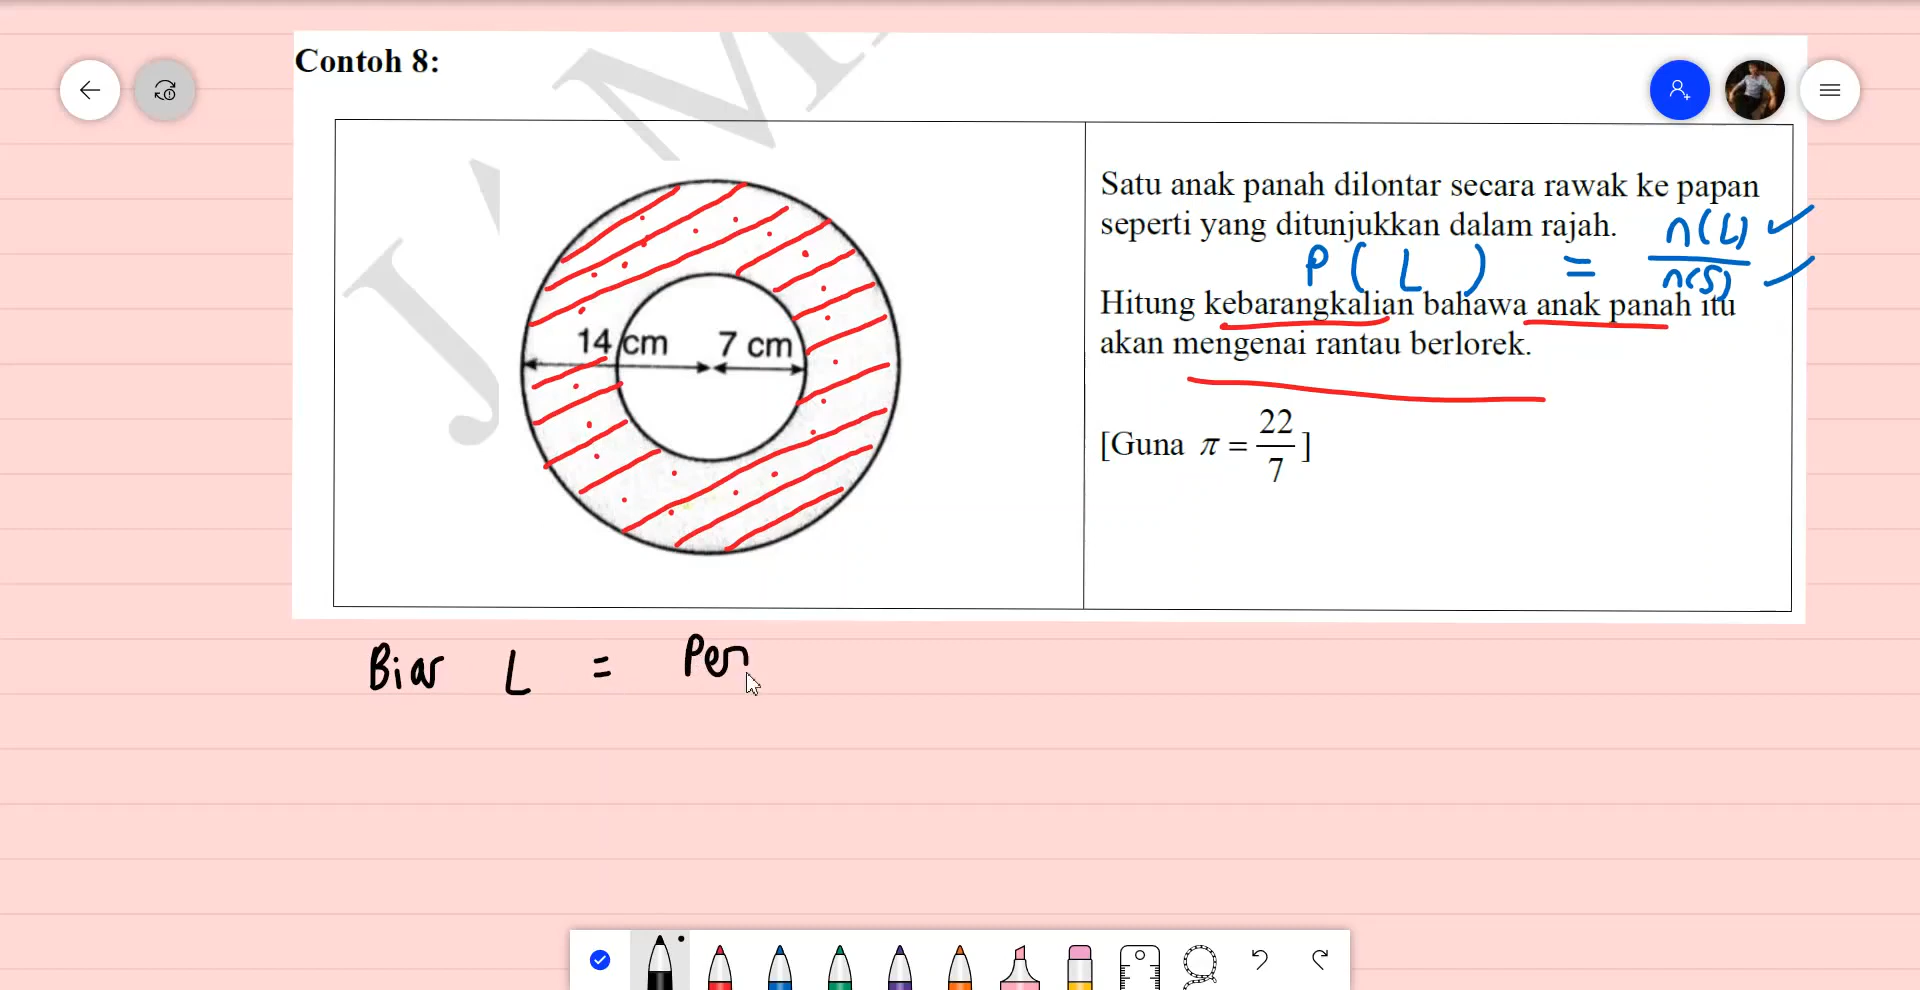 Contoh 8:
14 cm
7 cm
Satu anak panah dilontar secara rawak ke papan
seperti yang ditunjukkan dalam rajah.
P ( L ) = n(L)
n(S)
Hitung kebarangkalian bahawa anak panah itu
akan mengenai rantau berlorek.
[Guna π = 22/7]
Biar L = Pen